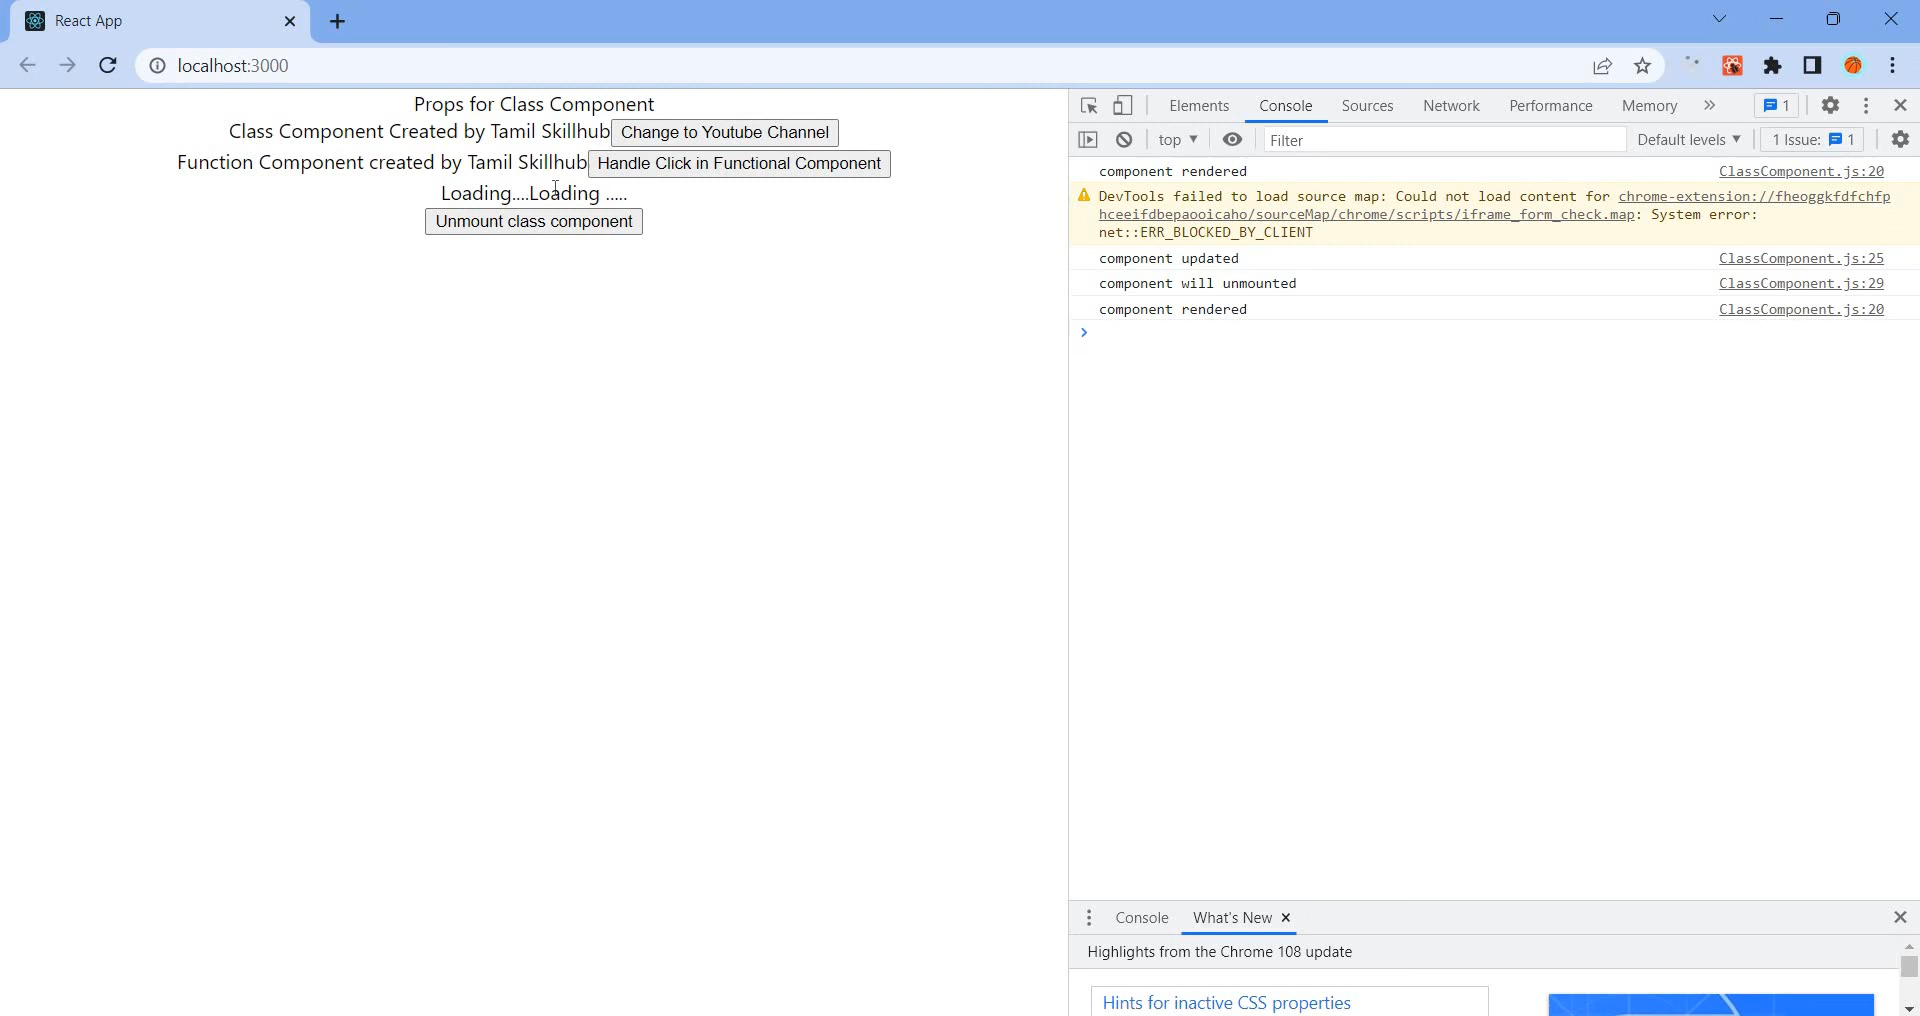 React App
localhost:3000
Props for Class Component
Class Component Created by Tamil Skillhub Change to Youtube Channel
Function Component created by Tamil Skillhub Handle Click in Functional Component
Loading....Loading .....
Unmount class component
Elements Console Sources Network Performance Memory » 1
top ▼ Filter Default levels ▼ 1 Issue: 1
component rendered ClassComponent.js:20
DevTools failed to load source map: Could not load content for chrome-extension://fheoggkfdfchfp
hceeifdbepaooicaho/sourceMap/chrome/scripts/iframe_form_check.map: System error:
net::ERR_BLOCKED_BY_CLIENT
component updated ClassComponent.js:25
component will unmounted ClassComponent.js:29
component rendered ClassComponent.js:20
Console What's New
Highlights from the Chrome 108 update
Hints for inactive CSS properties